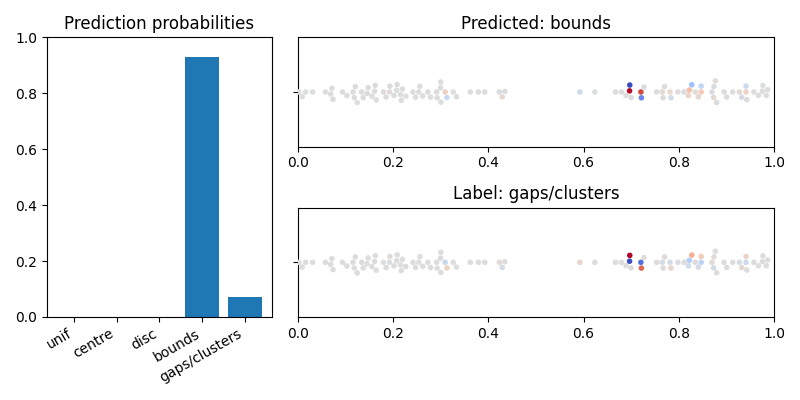 Prediction probabilities
1.0
0.8
0.6
0.4
0.2
0.0
unif
centre
disc
bounds
gaps/clusters
Predicted: bounds
0.0 0.2 0.4 0.6 0.8 1.0
Label: gaps/clusters
0.0 0.2 0.4 0.6 0.8 1.0